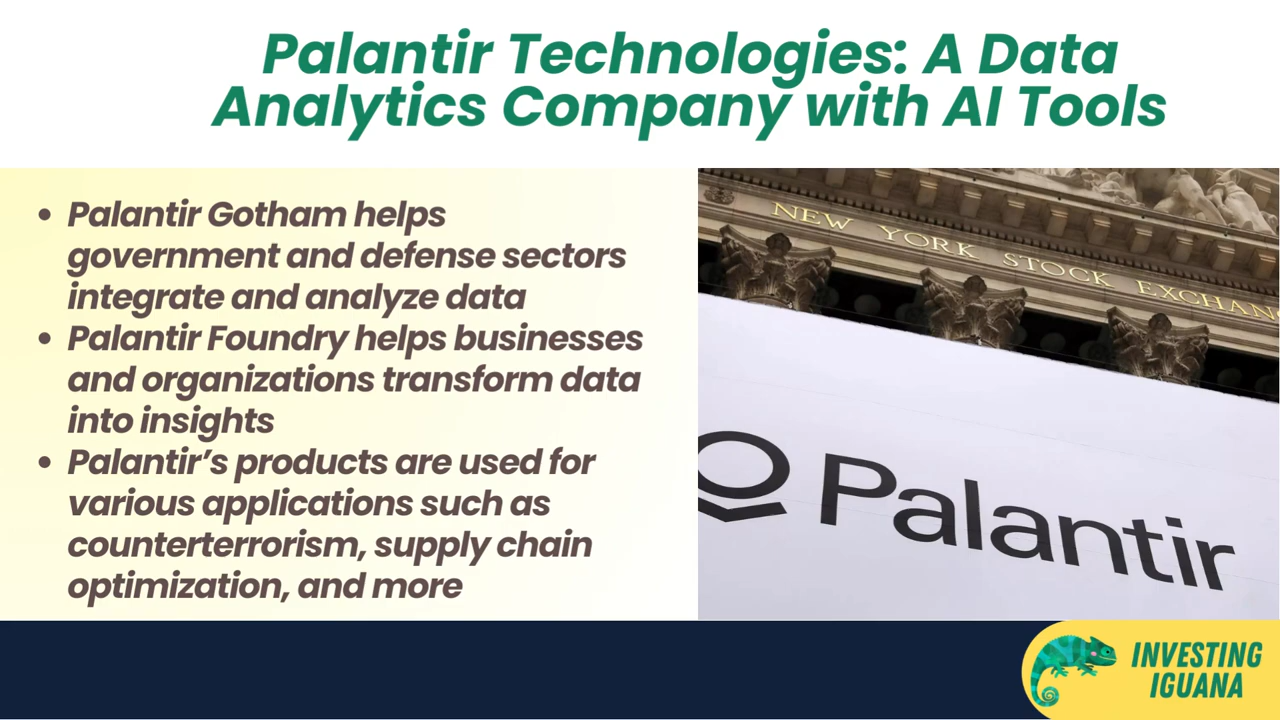 Palantir Technologies: A Data
Analytics Company with AI Tools
• Palantir Gotham helps
government and defense sectors
integrate and analyze data
• Palantir Foundry helps businesses
and organizations transform data
into insights
• Palantir’s products are used for
various applications such as
counterterrorism, supply chain
optimization, and more
NEW YORK STOCK EXCHAN
Palantir
INVESTING
IGUANA